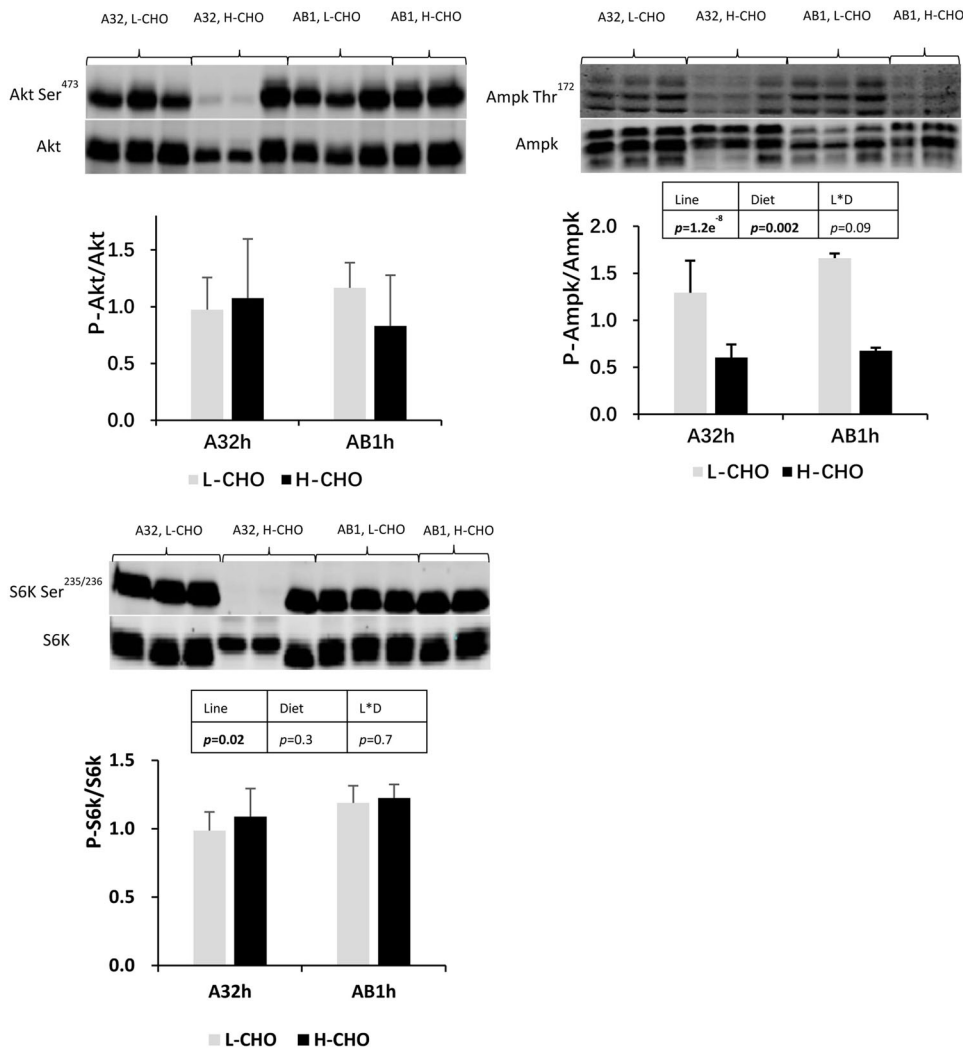 A32, L-CHO A32, H-CHO AB1, L-CHO AB1, H-CHO
Akt Ser473
Akt
P-Akt/Akt
1.5
1.0
0.5
0.0
A32h AB1h
L-CHO H-CHO
A32, L-CHO A32, H-CHO AB1, L-CHO AB1, H-CHO
Ampk Thr172
Ampk
Line Diet L*D
p=1.2e-8 p=0.002 p=0.09
P-Ampk/Ampk
2.0
1.5
1.0
0.5
0.0
A32h AB1h
L-CHO H-CHO
A32, L-CHO A32, H-CHO AB1, L-CHO AB1, H-CHO
S6K Ser235/236
S6K
Line Diet L*D
p=0.02 p=0.3 p=0.7
P-S6k/S6k
1.5
1.0
0.5
0.0
A32h AB1h
L-CHO H-CHO